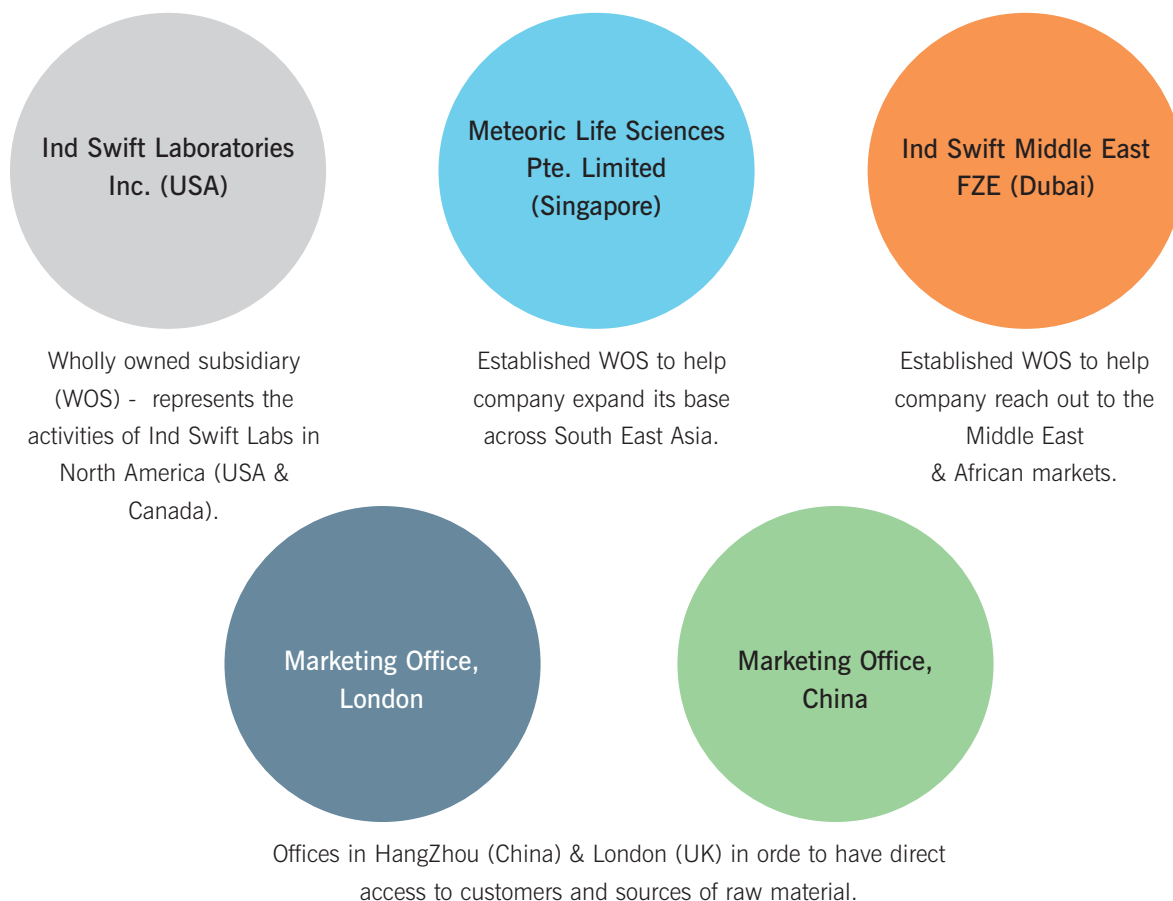 Ind Swift Laboratories
Inc. (USA)
Meteoric Life Sciences
Pte. Limited
(Singapore)
Ind Swift Middle East
FZE (Dubai)
Wholly owned subsidiary
(WOS) - represents the
activities of Ind Swift Labs in
North America (USA &
Canada).
Established WOS to help
company expand its base
across South East Asia.
Established WOS to help
company reach out to the
Middle East
& African markets.
Marketing Office,
London
Marketing Office,
China
Offices in HangZhou (China) & London (UK) in orde to have direct
access to customers and sources of raw material.